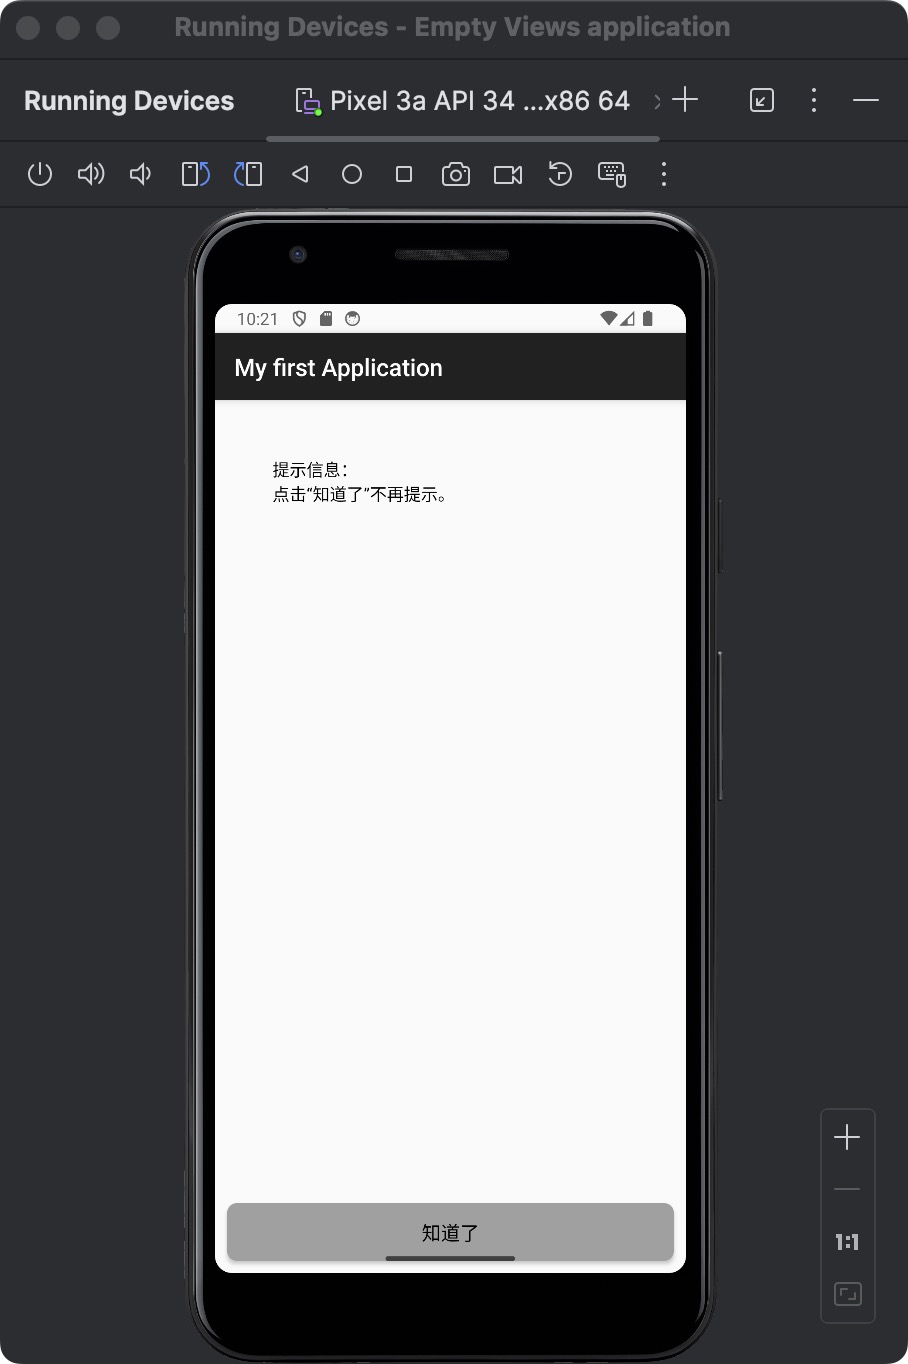 Running Devices - Empty Views application
Running Devices
Pixel 3a API 34 ...x86 64
10:21
My first Application
提示信息：
点击“知道了”不再提示。
知道了
1:1